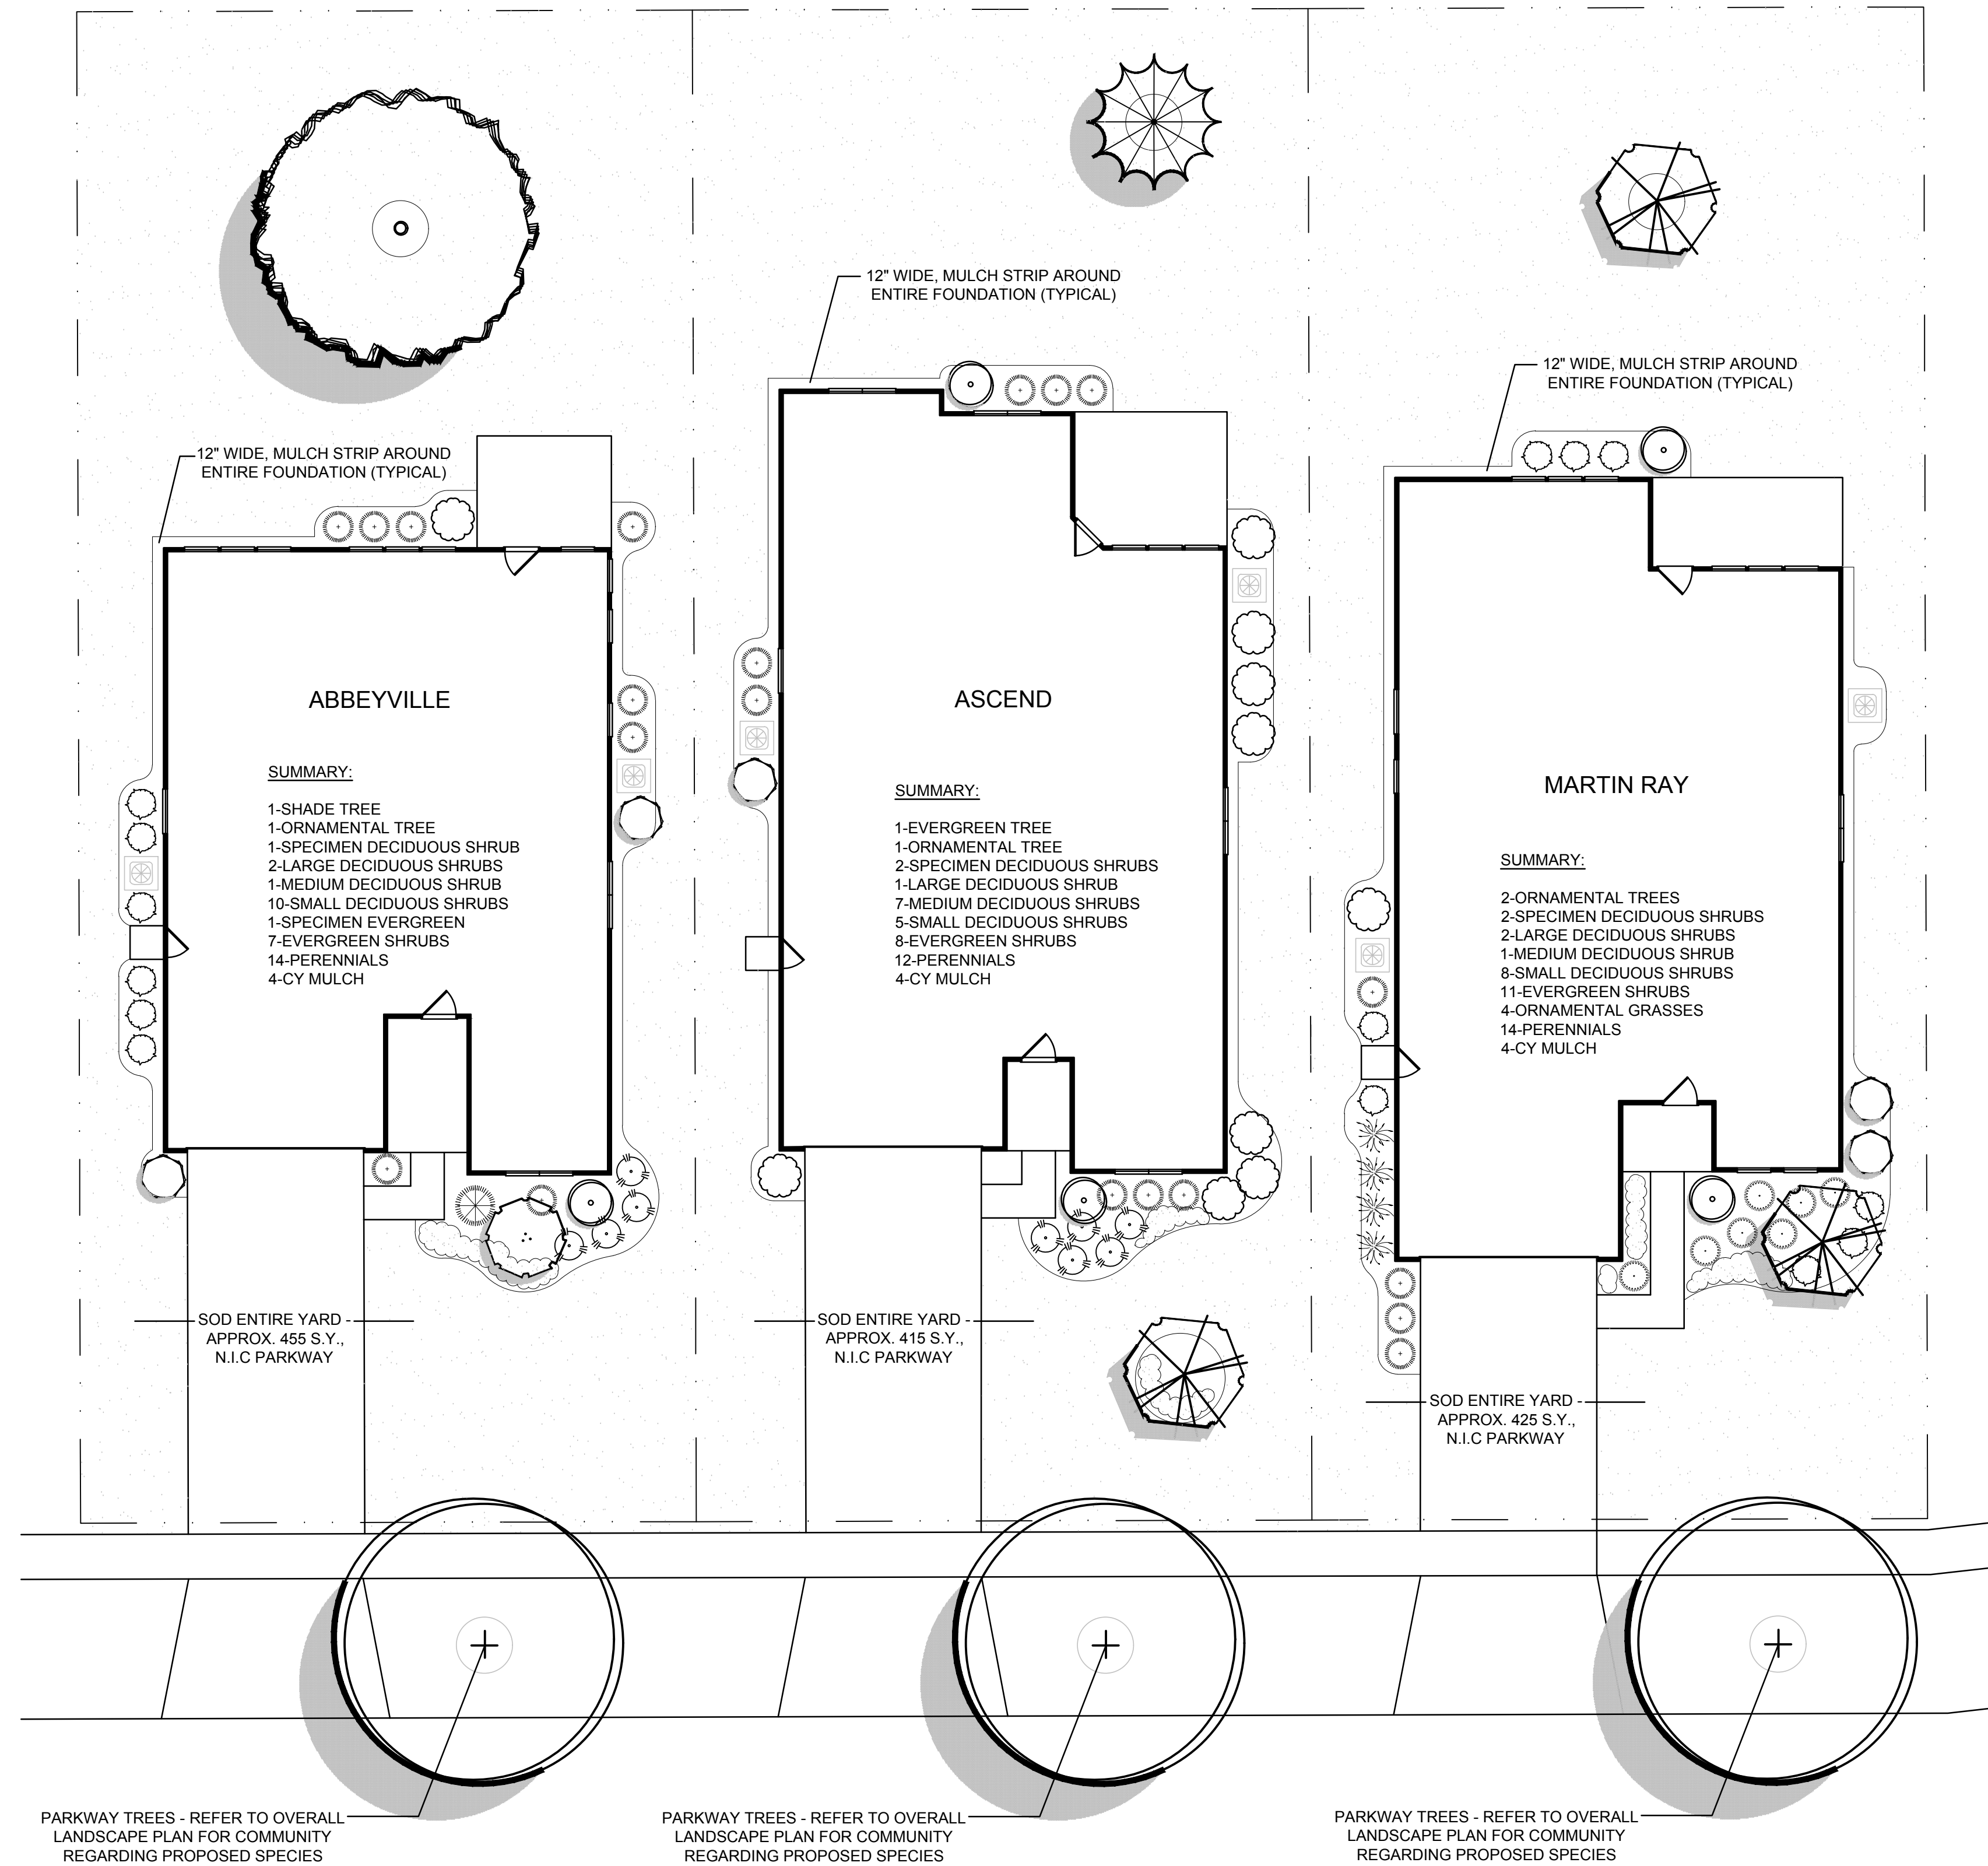 12" WIDE, MULCH STRIP AROUND
ENTIRE FOUNDATION (TYPICAL)
ABBEYVILLE
SUMMARY:
1-SHADE TREE
1-ORNAMENTAL TREE
1-SPECIMEN DECIDUOUS SHRUB
2-LARGE DECIDUOUS SHRUBS
1-MEDIUM DECIDUOUS SHRUB
10-SMALL DECIDUOUS SHRUBS
1-SPECIMEN EVERGREEN
7-EVERGREEN SHRUBS
14-PERENNIALS
4-CY MULCH
SOD ENTIRE YARD -
APPROX. 455 S.Y.,
N.I.C PARKWAY
PARKWAY TREES - REFER TO OVERALL
LANDSCAPE PLAN FOR COMMUNITY
REGARDING PROPOSED SPECIES
12" WIDE, MULCH STRIP AROUND
ENTIRE FOUNDATION (TYPICAL)
ASCEND
SUMMARY:
1-EVERGREEN TREE
1-ORNAMENTAL TREE
2-SPECIMEN DECIDUOUS SHRUBS
1-LARGE DECIDUOUS SHRUB
7-MEDIUM DECIDUOUS SHRUBS
5-SMALL DECIDUOUS SHRUBS
8-EVERGREEN SHRUBS
12-PERENNIALS
4-CY MULCH
SOD ENTIRE YARD -
APPROX. 415 S.Y.,
N.I.C PARKWAY
PARKWAY TREES - REFER TO OVERALL
LANDSCAPE PLAN FOR COMMUNITY
REGARDING PROPOSED SPECIES
12" WIDE, MULCH STRIP AROUND
ENTIRE FOUNDATION (TYPICAL)
MARTIN RAY
SUMMARY:
2-ORNAMENTAL TREES
2-SPECIMEN DECIDUOUS SHRUBS
2-LARGE DECIDUOUS SHRUBS
1-MEDIUM DECIDUOUS SHRUB
8-SMALL DECIDUOUS SHRUBS
11-EVERGREEN SHRUBS
4-ORNAMENTAL GRASSES
14-PERENNIALS
4-CY MULCH
SOD ENTIRE YARD -
APPROX. 425 S.Y.,
N.I.C PARKWAY
PARKWAY TREES - REFER TO OVERALL
LANDSCAPE PLAN FOR COMMUNITY
REGARDING PROPOSED SPECIES